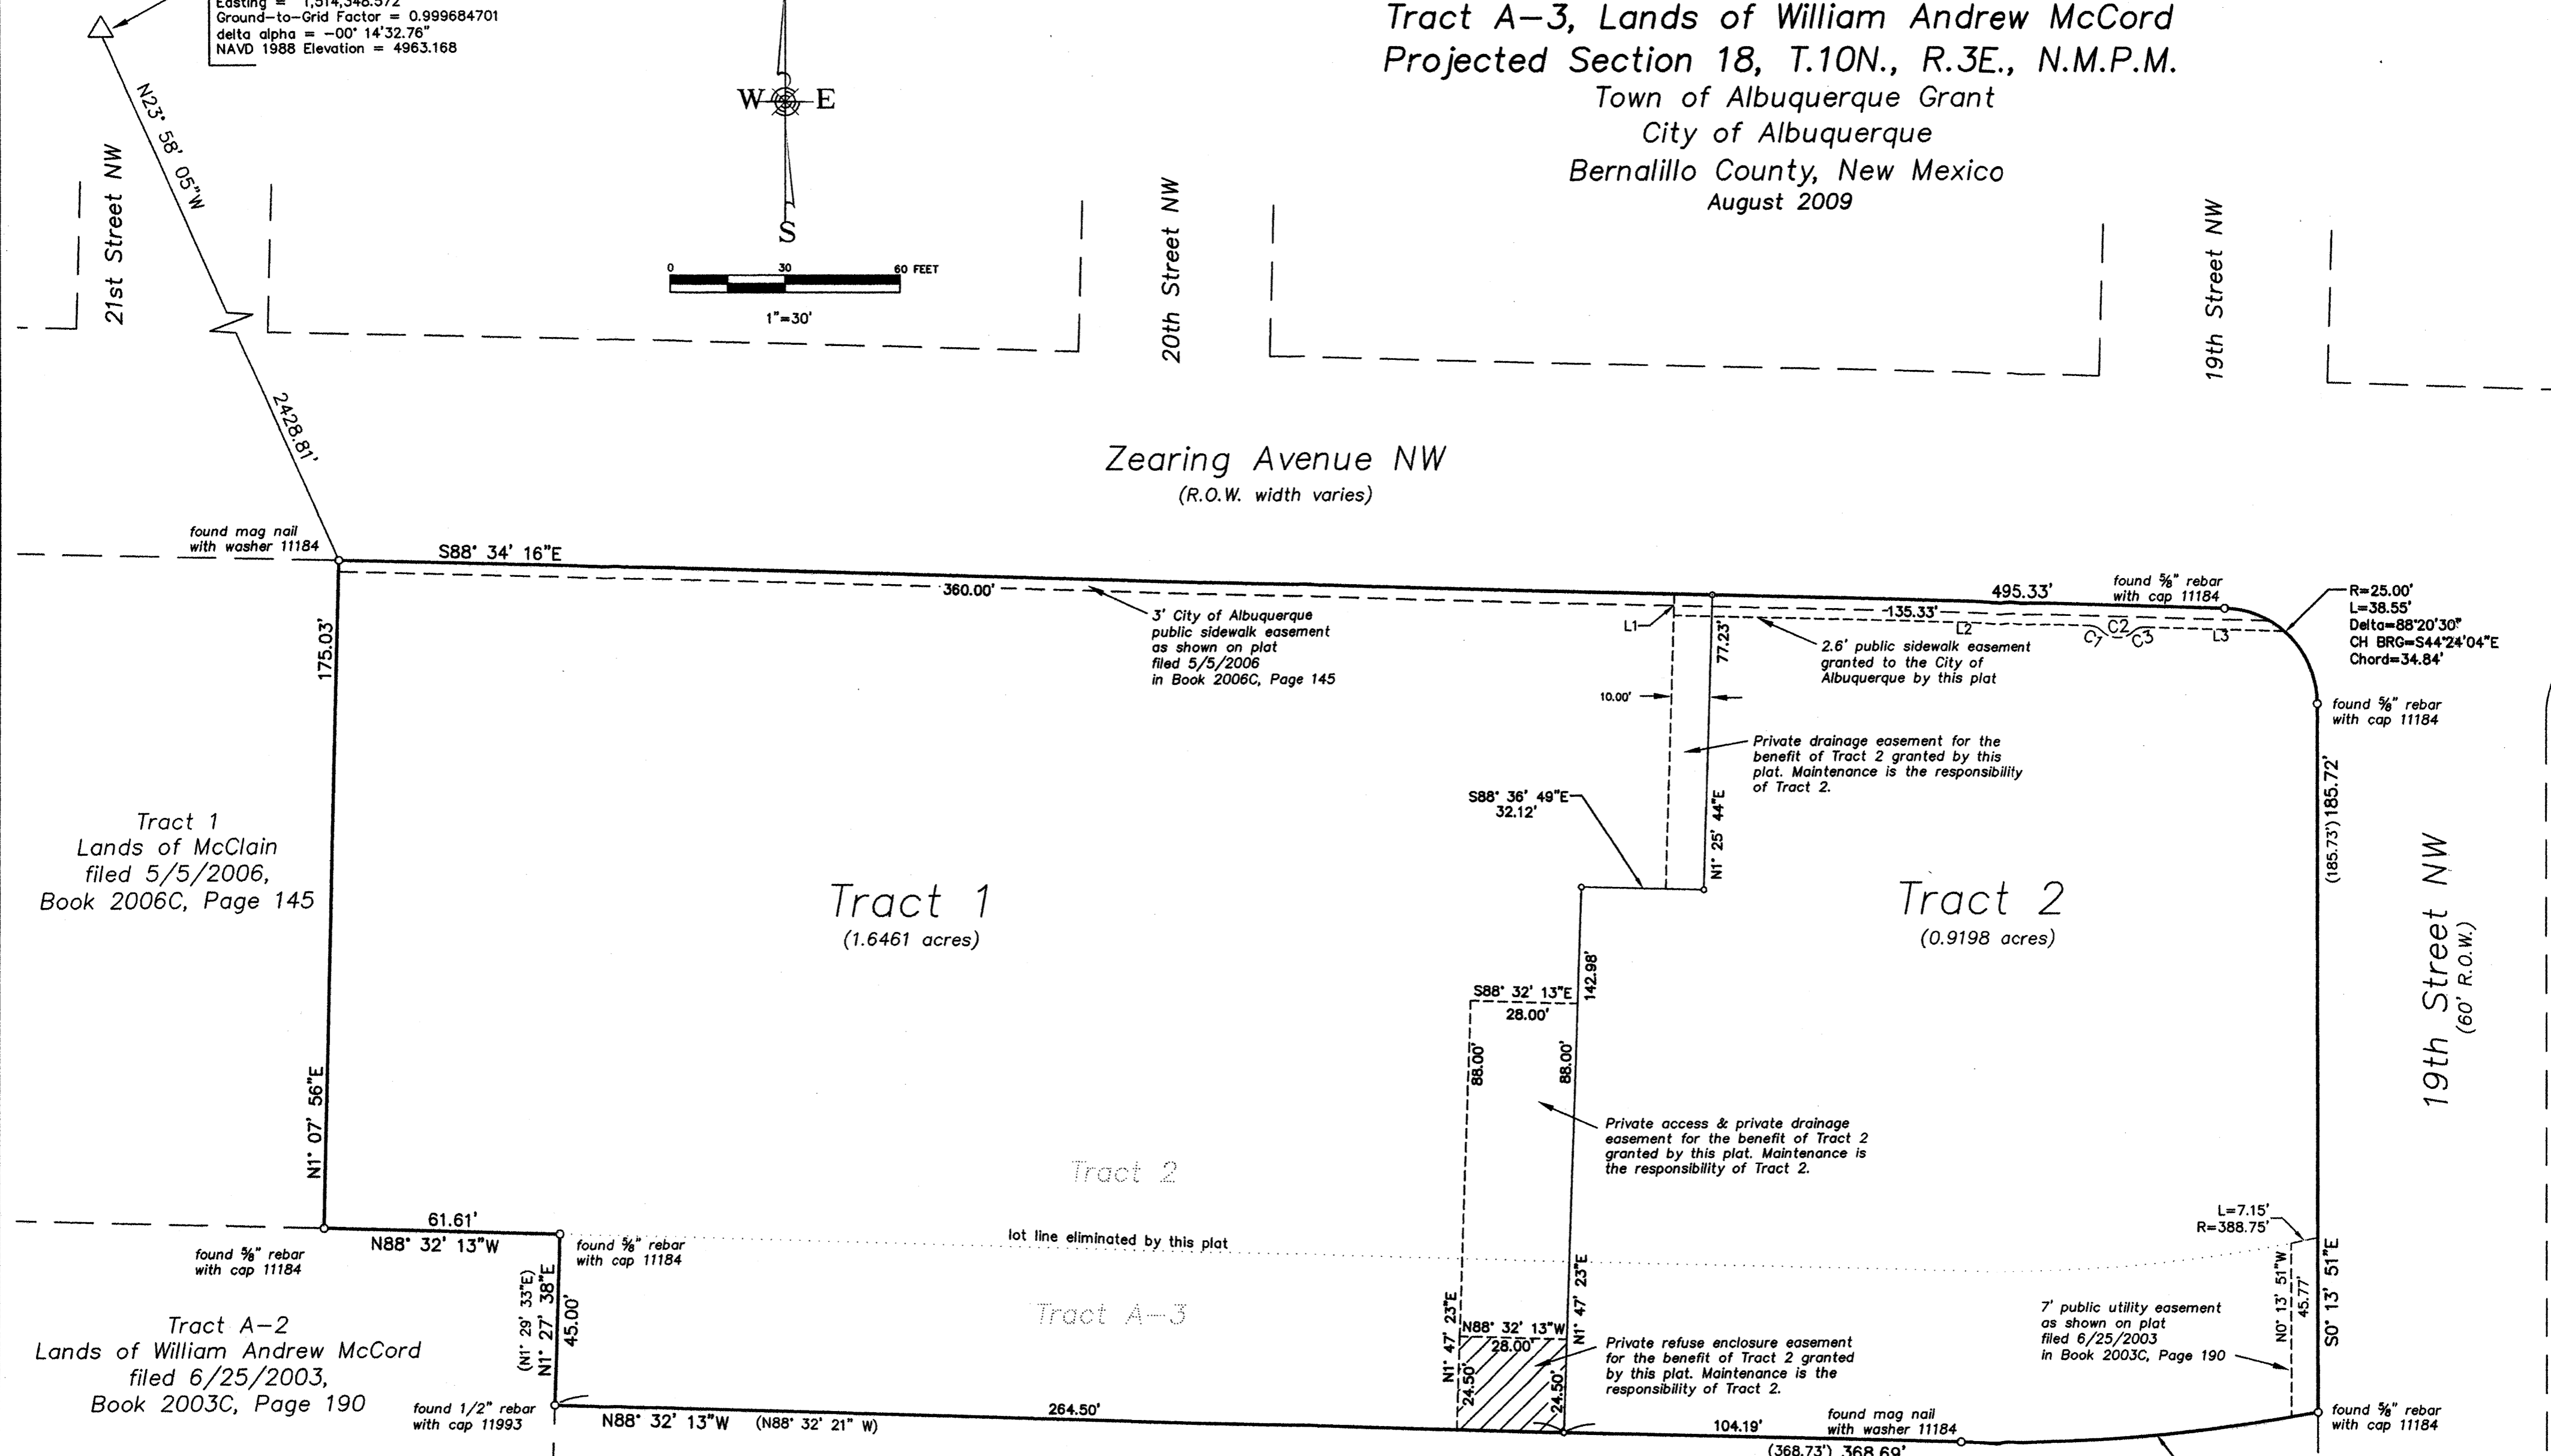 Easting = 1,514,348.572
Ground-to-Grid Factor = 0.999684701
delta alpha = -00° 14'32.76"
NAVD 1988 Elevation = 4963.168
Tract A-3, Lands of William Andrew McCord
Projected Section 18, T.10N., R.3E., N.M.P.M.
Town of Albuquerque Grant
City of Albuquerque
Bernalillo County, New Mexico
August 2009
W E
S
0 30 60 FEET
1"=30'
N23° 58' 05"W
2428.81'
21st Street NW
20th Street NW
19th Street NW
Zearing Avenue NW
(R.O.W. width varies)
found mag nail
with washer 11184
S88° 34' 16"E
360.00'
3' City of Albuquerque
public sidewalk easement
as shown on plat
filed 5/5/2006
in Book 2006C, Page 145
495.33'
found 5/8" rebar
with cap 11184
135.33'
L1
L2
C1
C2
C3
L3
2.6' public sidewalk easement
granted to the City of
Albuquerque by this plat
R=25.00'
L=38.55'
Delta=88°20'30"
CH BRG=S44°24'04"E
Chord=34.84'
found 5/8" rebar
with cap 11184
175.03'
N1° 07' 56"E
77.23'
10.00'
N1° 25' 44"E
Private drainage easement for the
benefit of Tract 2 granted by this
plat. Maintenance is the responsibility
of Tract 2.
S88° 36' 49"E
32.12'
(185.73') 185.72'
Tract 1
Lands of McClain
filed 5/5/2006,
Book 2006C, Page 145
Tract 1
(1.6461 acres)
Tract 2
(0.9198 acres)
19th Street NW
(60' R.O.W.)
142.98'
S88° 32' 13"E
28.00'
88.00'
88.00'
Private access & private drainage
easement for the benefit of Tract 2
granted by this plat. Maintenance is
the responsibility of Tract 2.
Tract 2
61.61'
N88° 32' 13"W
found 5/8" rebar
with cap 11184
found 5/8" rebar
with cap 11184
lot line eliminated by this plat
L=7.15'
R=388.75'
S0° 13' 51"E
N0° 13' 51"W
45.77'
(N1° 29' 33"E)
N1° 27' 38"E
45.00'
Tract A-3
N1° 47' 23"E
N1° 47' 23"E
N88° 32' 13"W
28.00'
24.50'
24.50'
Private refuse enclosure easement
for the benefit of Tract 2 granted
by this plat. Maintenance is the
responsibility of Tract 2.
7' public utility easement
as shown on plat
filed 6/25/2003
in Book 2003C, Page 190
Tract A-2
Lands of William Andrew McCord
filed 6/25/2003,
Book 2003C, Page 190
found 1/2" rebar
with cap 11993
N88° 32' 13"W (N88° 32' 21" W)
264.50'
104.19'
found mag nail
with washer 11184
found 5/8" rebar
with cap 11184
(368.73') 368.69'